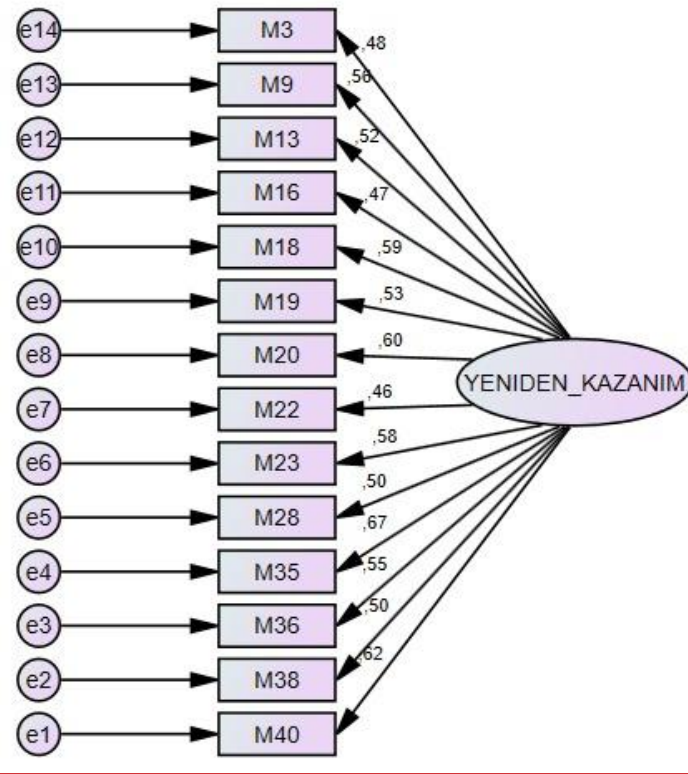 e14 M3 ,48
e13 M9 ,56
e12 M13 ,52
e11 M16 ,47
e10 M18 ,59
e9 M19 ,53
e8 M20 ,60
YENIDEN_KAZANIM
e7 M22 ,46
e6 M23 ,58
e5 M28 ,50
e4 M35 ,67
e3 M36 ,55
e2 M38 ,50
e1 M40 ,62